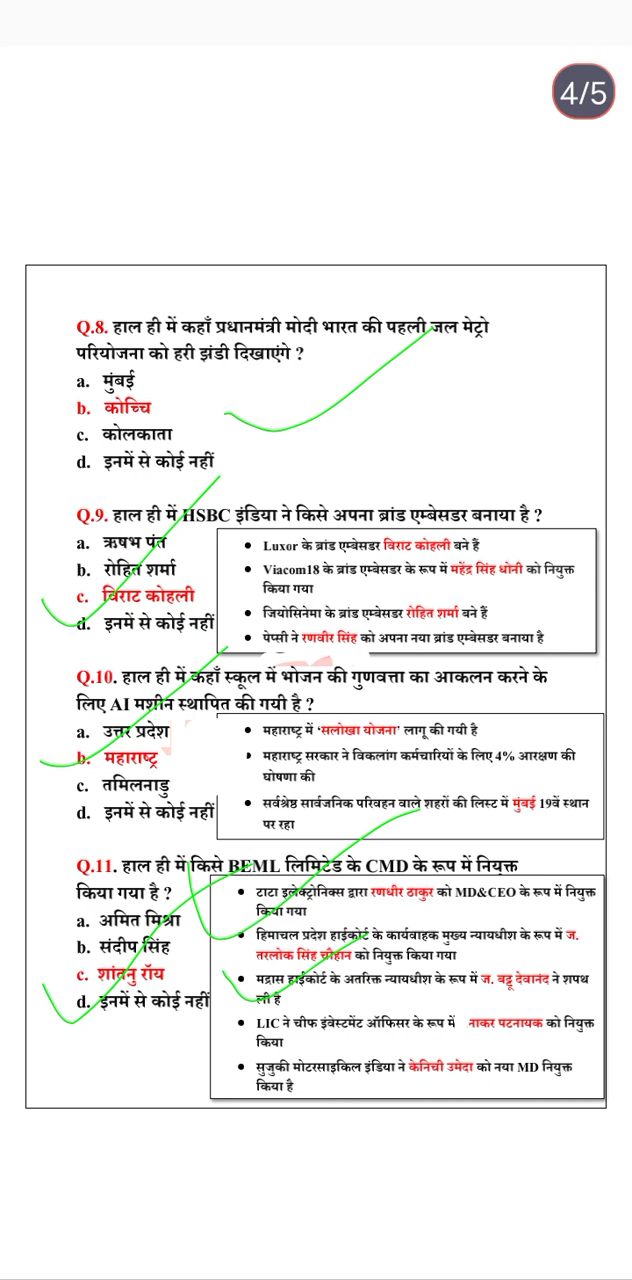 4/5
Q.8. हाल ही में कहाँ प्रधानमंत्री मोदी भारत की पहली जल मेट्रो
परियोजना को हरी झंडी दिखाएंगे ?
a. मुंबई
b. कोच्चि
c. कोलकाता
d. इनमें से कोई नहीं
Q.9. हाल ही में HSBC इंडिया ने किसे अपना ब्रांड एम्बेसडर बनाया है ?
a. ऋषभ पंत
b. रोहित शर्मा
c. विराट कोहली
d. इनमें से कोई नहीं
• Luxor के ब्रांड एम्बेसडर विराट कोहली बने हैं
• Viacom18 के ब्रांड एम्बेसडर के रूप में महेंद्र सिंह धोनी को नियुक्त
किया गया
• जियोसिनेमा के ब्रांड एम्बेसडर रोहित शर्मा बने हैं
• पेप्सी ने रणवीर सिंह को अपना नया ब्रांड एम्बेसडर बनाया है
Q.10. हाल ही में कहाँ स्कूल में भोजन की गुणवत्ता का आकलन करने के
लिए AI मशीन स्थापित की गयी है ?
a. उत्तर प्रदेश
b. महाराष्ट्र
c. तमिलनाडु
d. इनमें से कोई नहीं
• महाराष्ट्र में ‘सलोखा योजना’ लागू की गयी है
• महाराष्ट्र सरकार ने विकलांग कर्मचारियों के लिए 4% आरक्षण की
घोषणा की
• सर्वश्रेष्ठ सार्वजनिक परिवहन वाले शहरों की लिस्ट में मुंबई 19वें स्थान
पर रहा
Q.11. हाल ही में किसे BEML लिमिटेड के CMD के रूप में नियुक्त
किया गया है ?
a. अमित मिश्रा
b. संदीप सिंह
c. शांतनु रॉय
d. इनमें से कोई नहीं
• टाटा इलेक्ट्रोनिक्स द्वारा रणधीर ठाकुर को MD&CEO के रूप में नियुक्त
किया गया
• हिमाचल प्रदेश हाईकोर्ट के कार्यवाहक मुख्य न्यायधीश के रूप में ज.
तरलोक सिंह चौहान को नियुक्त किया गया
• मद्रास हाईकोर्ट के अतरिक्त न्यायधीश के रूप में ज. बट्टू देवानंद ने शपथ
ली है
• LIC ने चीफ इंवेस्टमेंट ऑफिसर के रूप में नाकर पटनायक को नियुक्त
किया
• सुजुकी मोटरसाइकिल इंडिया ने केनिची उमेदा को नया MD नियुक्त
किया है